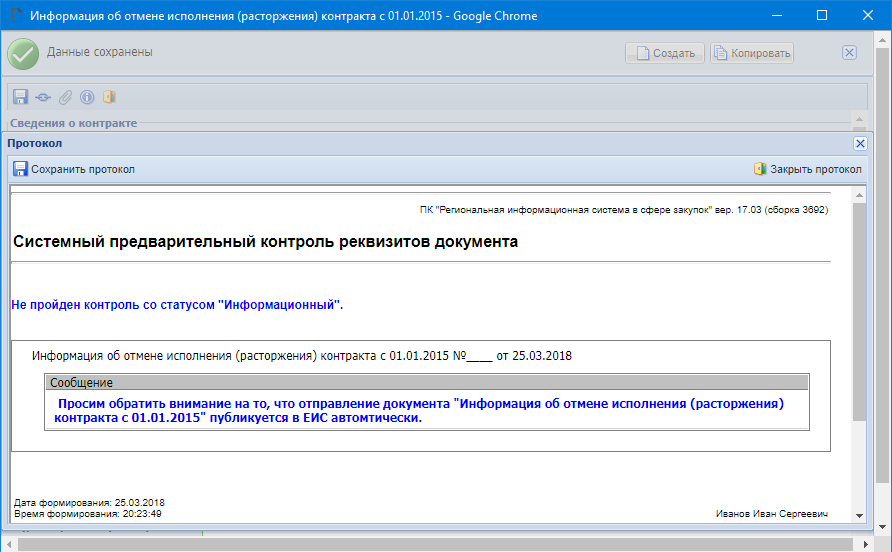 Информация об отмене исполнения (расторжения) контракта с 01.01.2015 - Google Chrome
Данные сохранены
Создать
Копировать
Сведения о контракте
Протокол
Сохранить протокол
Закрыть протокол
ПК "Региональная информационная система в сфере закупок" вер. 17.03 (сборка 3692)
Системный предварительный контроль реквизитов документа
Не пройден контроль со статусом "Информационный".
Информация об отмене исполнения (расторжения) контракта с 01.01.2015 №____ от 25.03.2018
Сообщение
Просим обратить внимание на то, что отправление документа "Информация об отмене исполнения (расторжения)
контракта с 01.01.2015" публикуется в ЕИС автомтически.
Дата формирования: 25.03.2018
Время формирования: 20:23:49
Иванов Иван Сергеевич